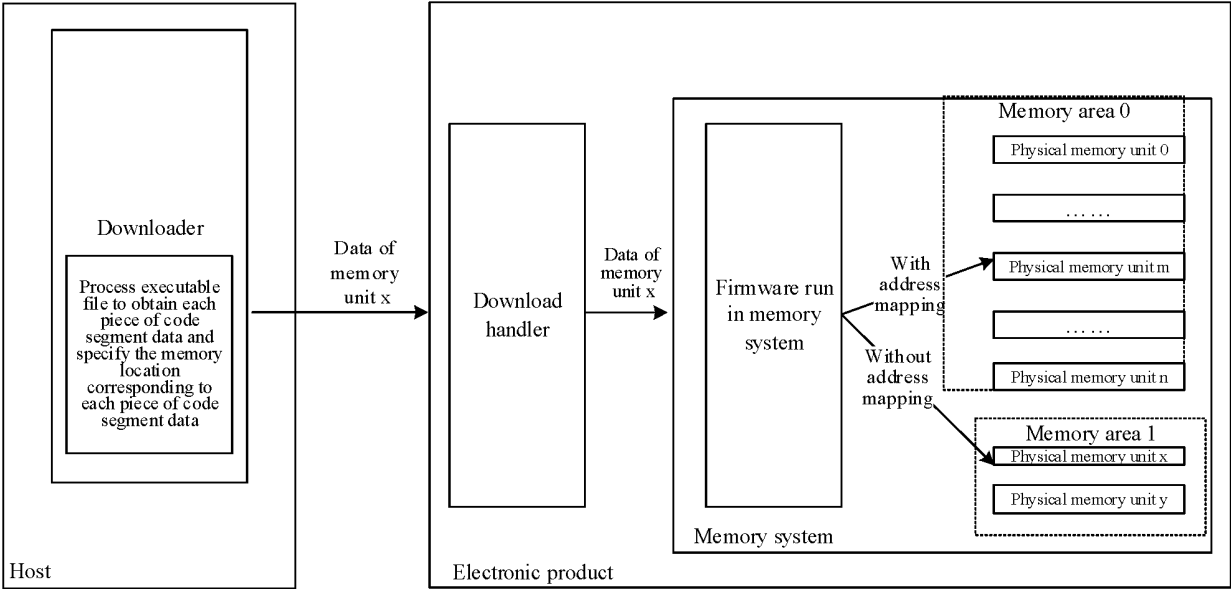 Downloader
Process executable
file to obtain each
piece of code
segment data and
specify the memory
location
corresponding to
each piece of code
segment data
Host
Data of
memory
unit x
Download
handler
Data of
memory
unit x
Firmware run
in memory
system
With
address
mapping
Without
address
mapping
Memory area 0
Physical memory unit 0
... ...
Physical memory unit m
... ...
Physical memory unit n
Memory area 1
Physical memory unit x
Physical memory unit y
Memory system
Electronic product